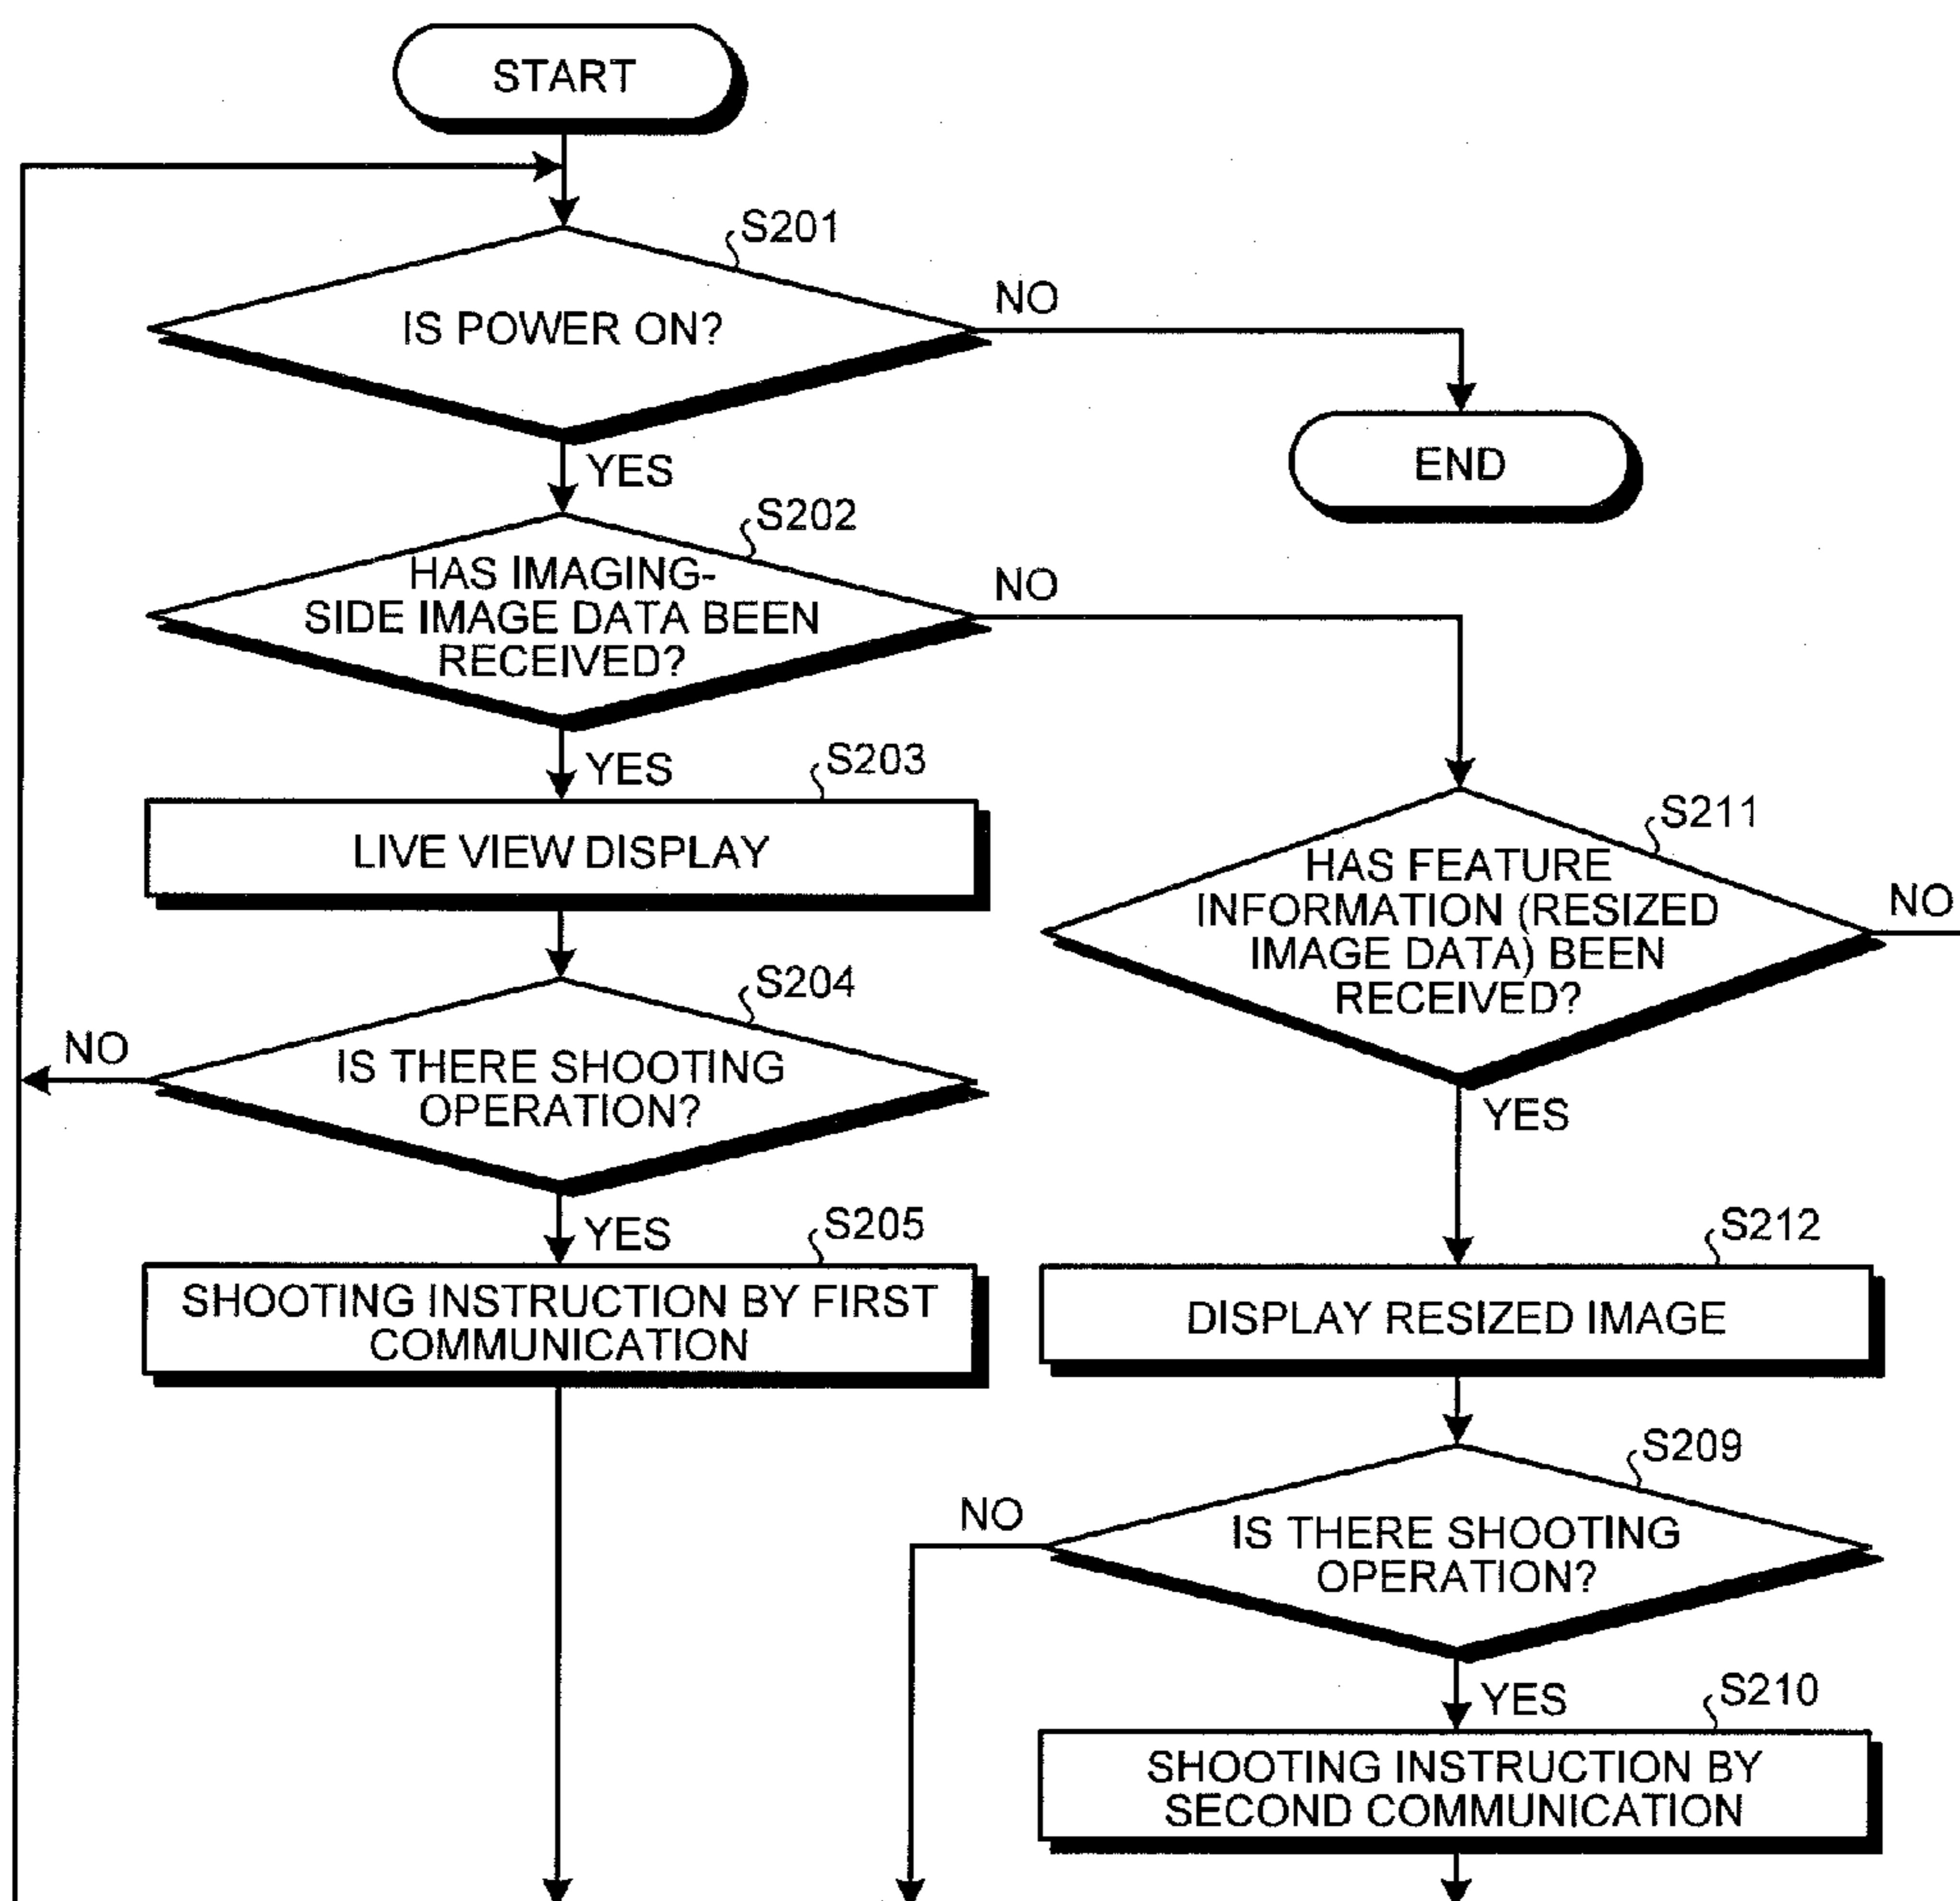 START
S201
IS POWER ON?
NO
END
YES
S202
HAS IMAGING-
SIDE IMAGE DATA BEEN
RECEIVED?
NO
YES
S203
LIVE VIEW DISPLAY
S211
HAS FEATURE
INFORMATION (RESIZED
IMAGE DATA) BEEN
RECEIVED?
NO
YES
S204
IS THERE SHOOTING
OPERATION?
NO
YES
S205
SHOOTING INSTRUCTION BY FIRST
COMMUNICATION
S212
DISPLAY RESIZED IMAGE
S209
IS THERE SHOOTING
OPERATION?
NO
YES
S210
SHOOTING INSTRUCTION BY
SECOND COMMUNICATION